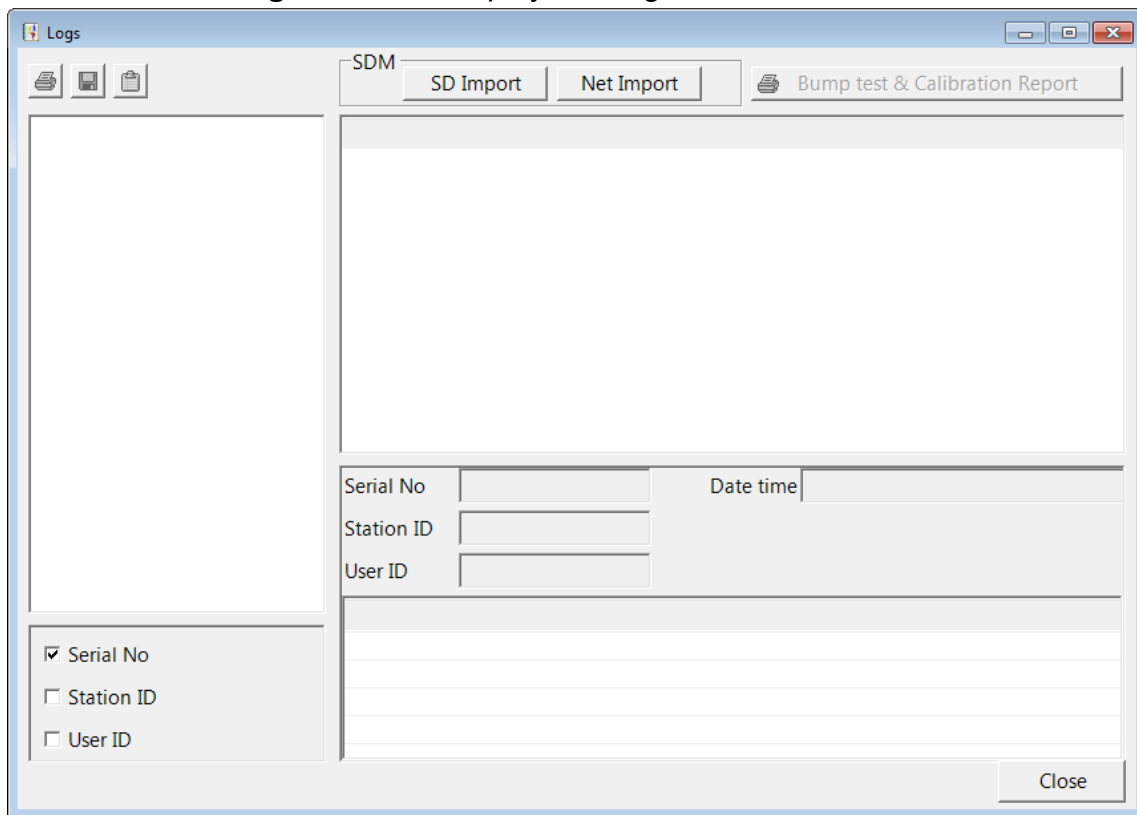 Logs
SDM
SD Import
Net Import
Bump test & Calibration Report
Serial No
Date time
Station ID
User ID
Serial No
Station ID
User ID
Close